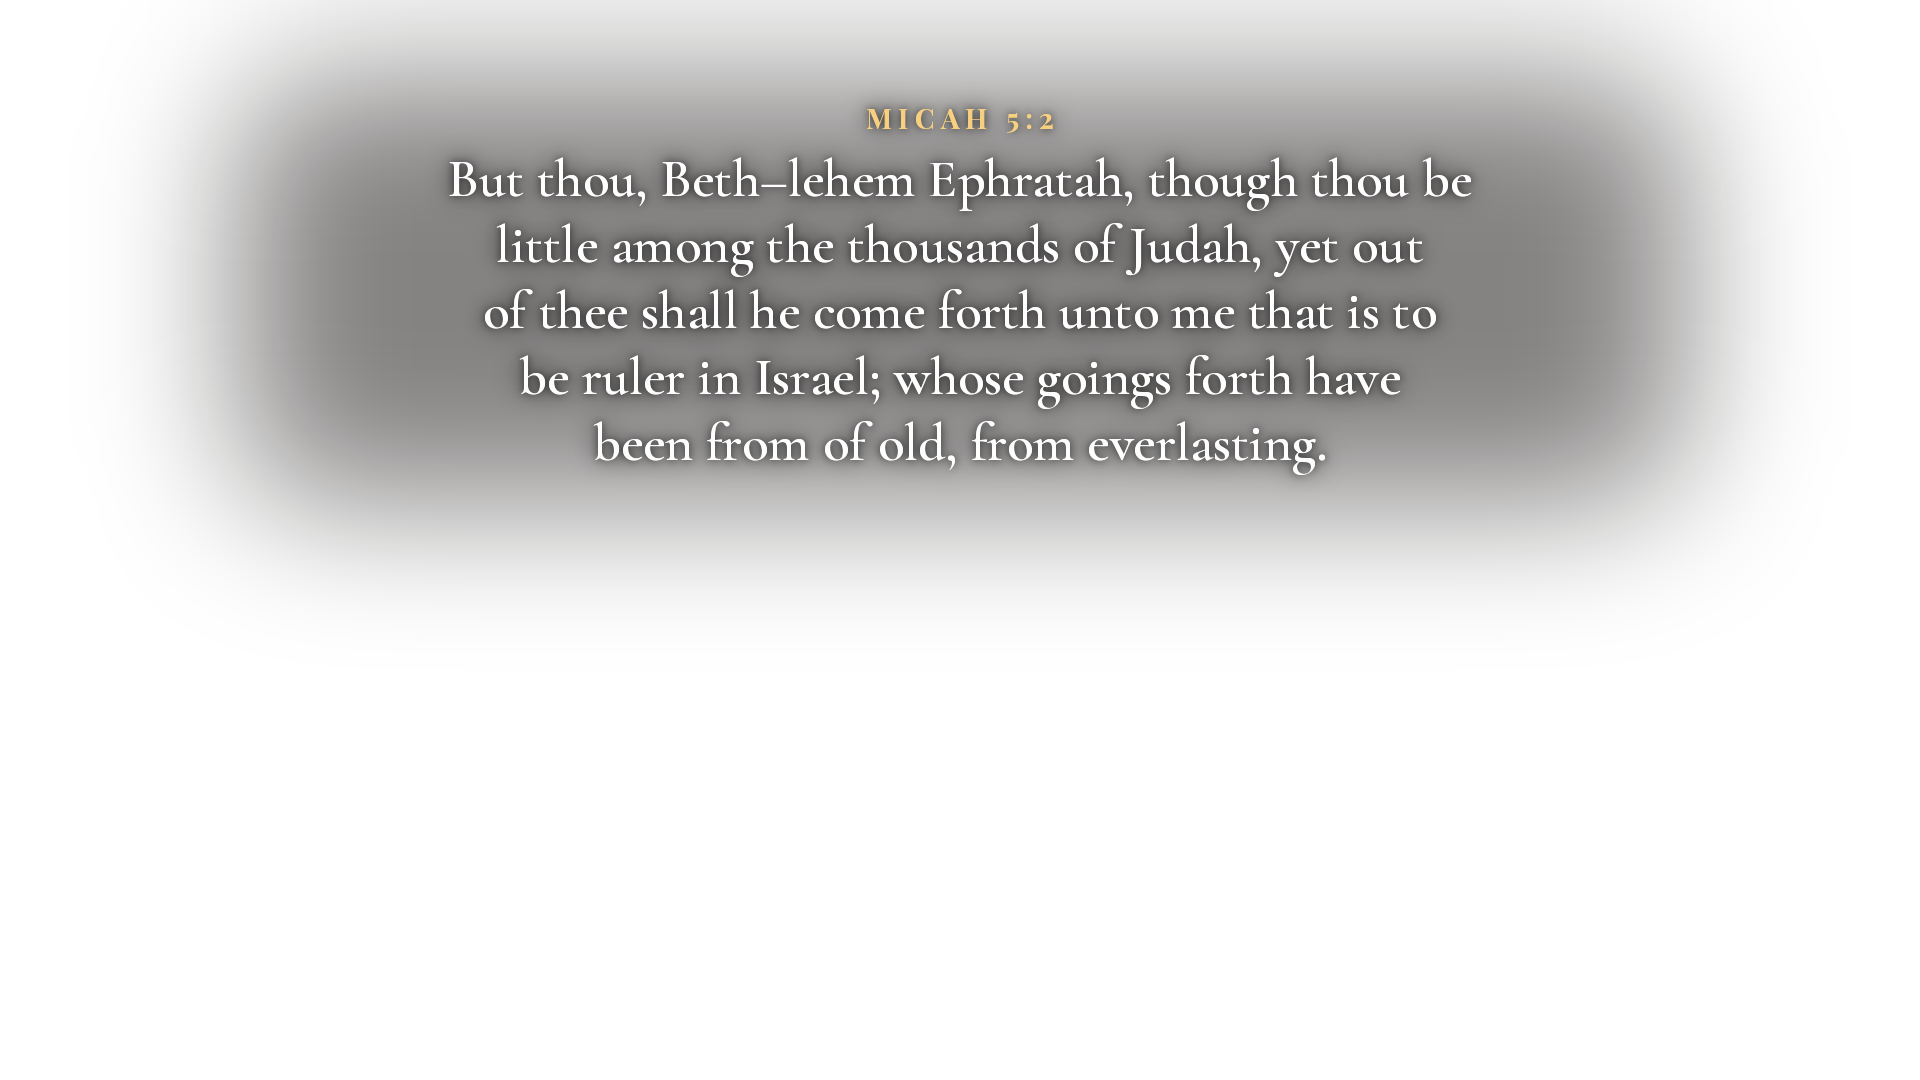 MICAH 5:2
But thou, Beth–lehem Ephratah, though thou be
little among the thousands of Judah, yet out
of thee shall he come forth unto me that is to
be ruler in Israel; whose goings forth have
been from of old, from everlasting.